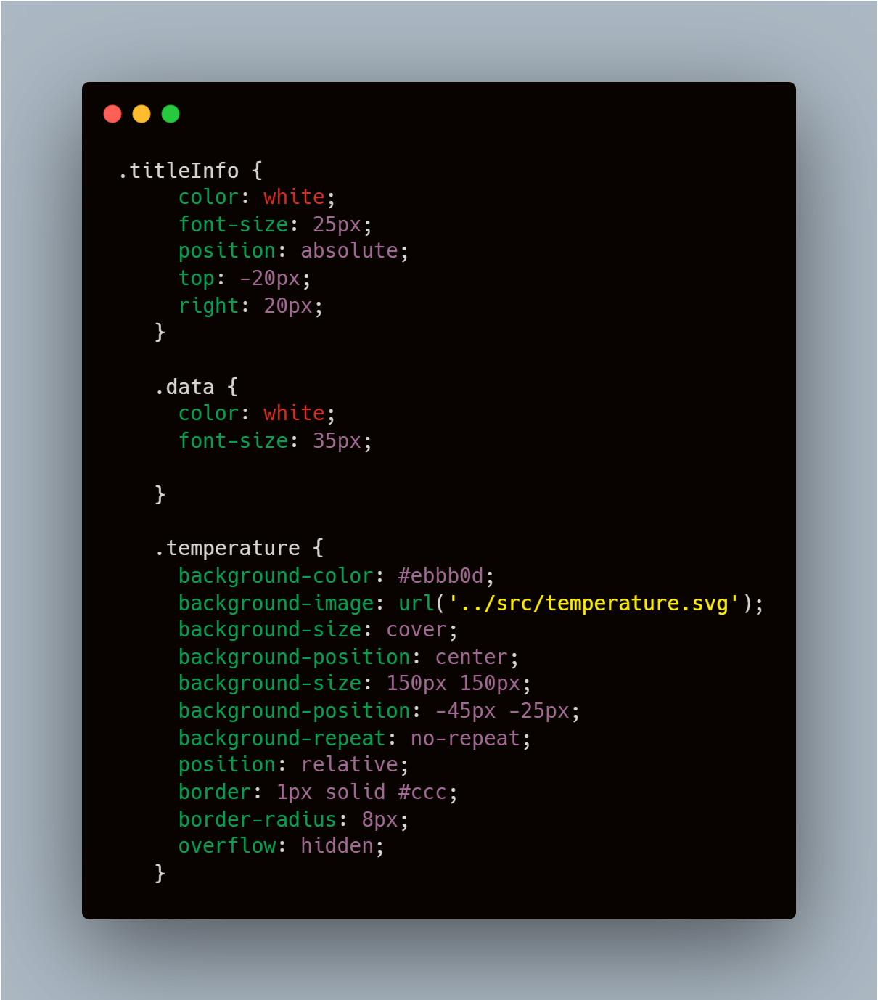 .titleInfo {
     color: white;
     font-size: 25px;
     position: absolute;
     top: -20px;
     right: 20px;
   }

   .data {
     color: white;
     font-size: 35px;

   }

   .temperature {
     background-color: #ebbb0d;
     background-image: url('../src/temperature.svg');
     background-size: cover;
     background-position: center;
     background-size: 150px 150px;
     background-position: -45px -25px;
     background-repeat: no-repeat;
     position: relative;
     border: 1px solid #ccc;
     border-radius: 8px;
     overflow: hidden;
   }